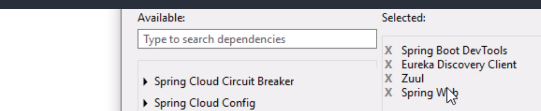 Available:
Selected:
Type to search dependencies
X Spring Boot DevTools
X Eureka Discovery Client
X Zuul
X Spring Web
Spring Cloud Circuit Breaker
Spring Cloud Config